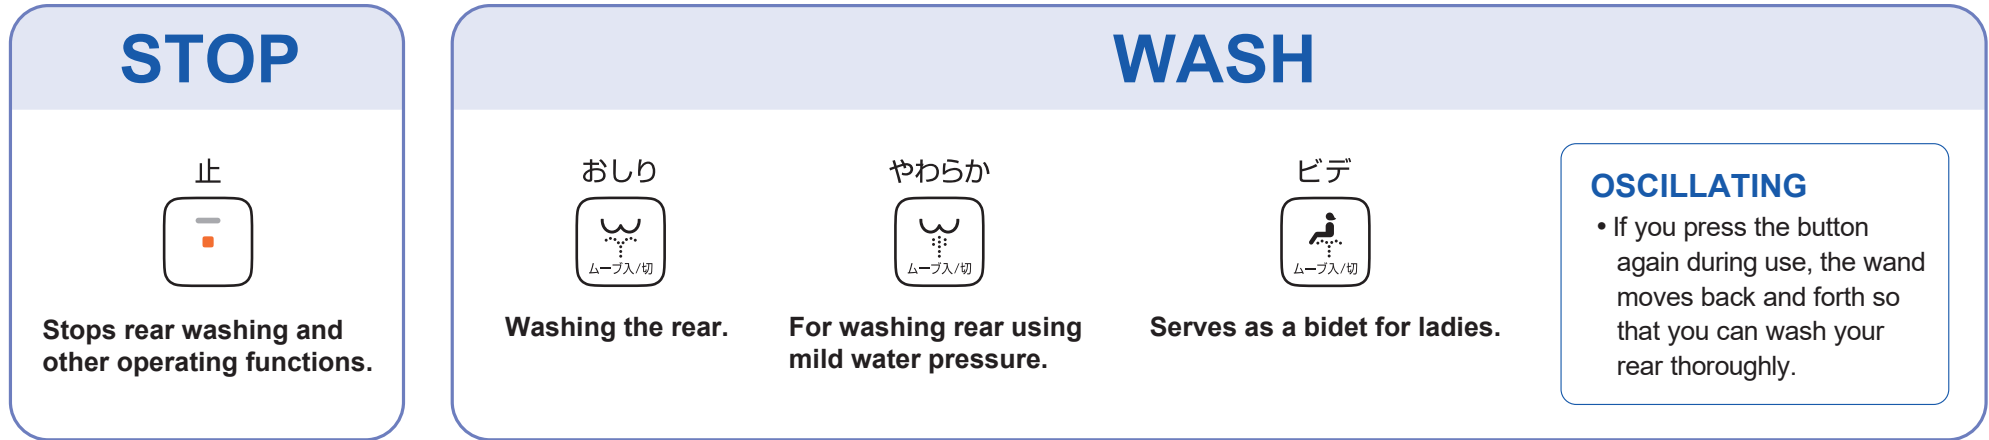 STOP
止
Stops rear washing and
other operating functions.
WASH
おしり
ムーブ入/切
Washing the rear.
やわらか
ムーブ入/切
For washing rear using
mild water pressure.
ビデ
ムーブ入/切
Serves as a bidet for ladies.
OSCILLATING
• If you press the button
again during use, the wand
moves back and forth so
that you can wash your
rear thoroughly.